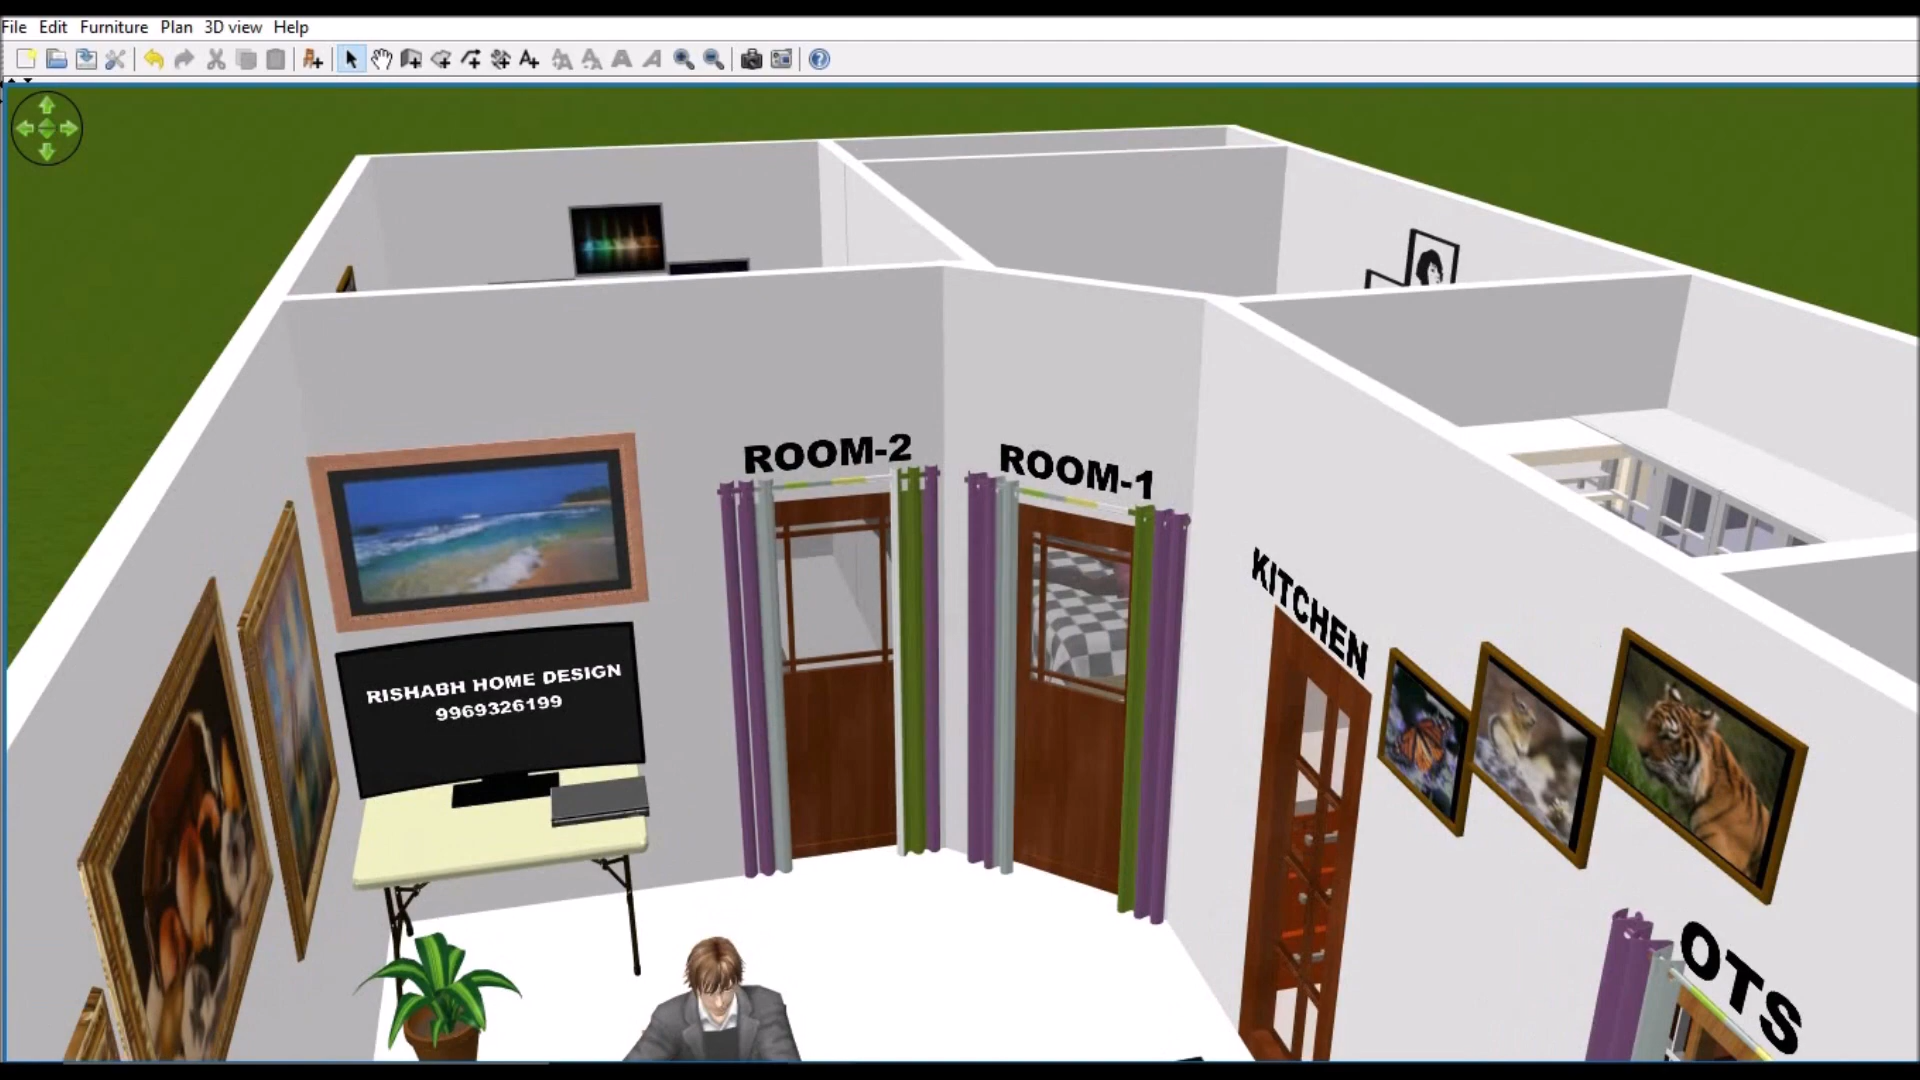 File Edit Furniture Plan 3D view Help
ROOM-2
ROOM-1
KITCHEN
RISHABH HOME DESIGN
9969326199
OTS